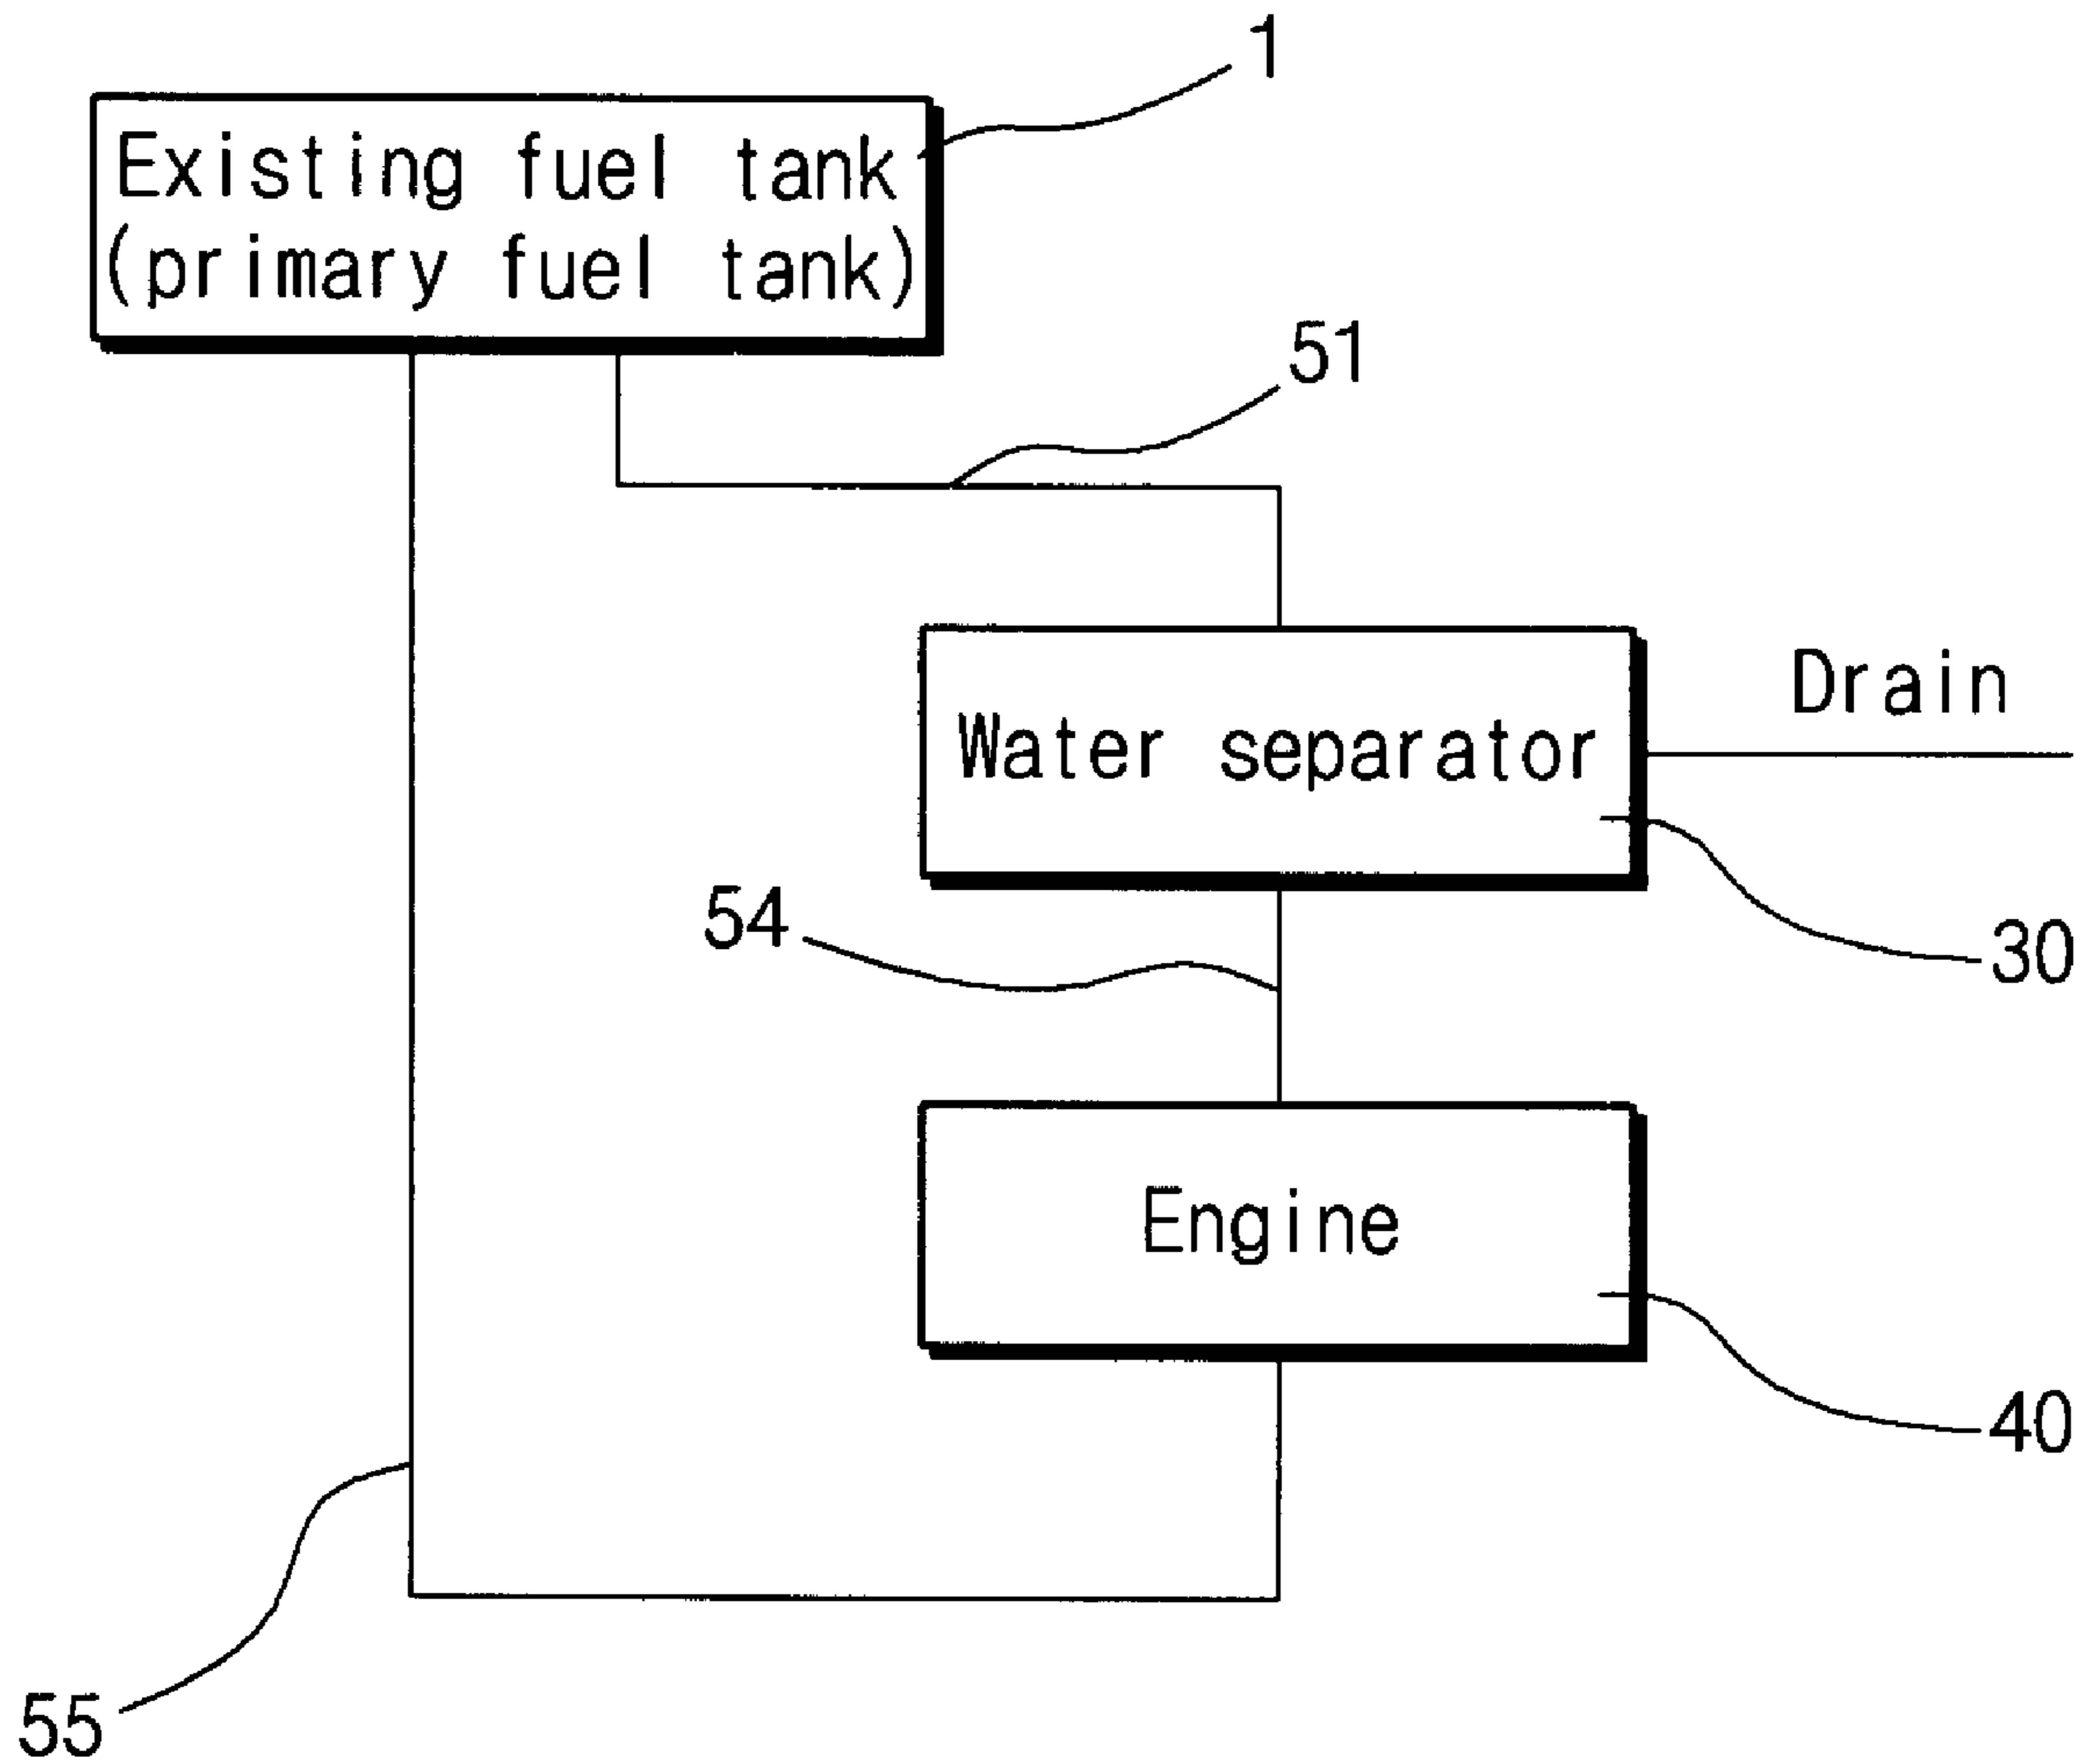 1
Existing fuel tank
(primary fuel tank)
51
Drain
Water separator
54
30
Engine
40
55